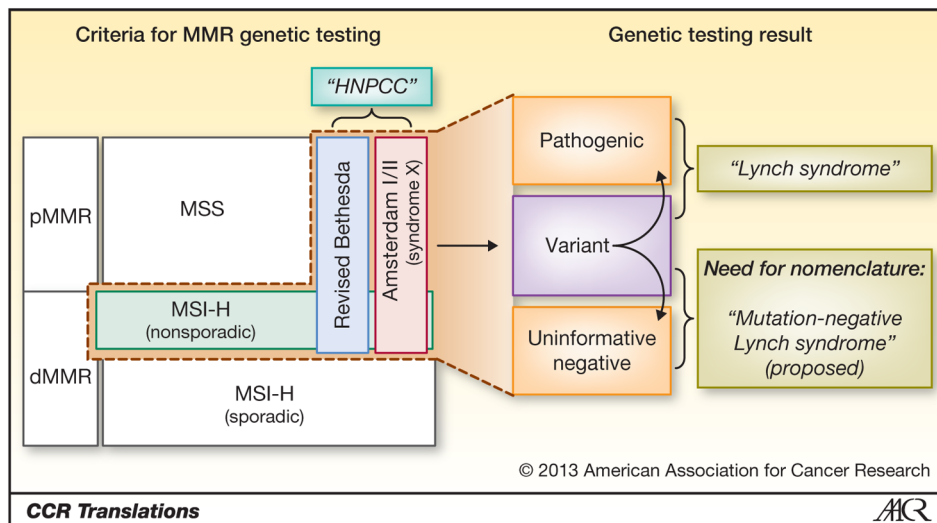 Criteria for MMR genetic testing
Genetic testing result
“HNPCC”
pMMR
MSS
Revised Bethesda
Amsterdam I/II
(syndrome X)
MSI-H
(nonsporadic)
dMMR
MSI-H
(sporadic)
Pathogenic
Variant
Uninformative
negative
“Lynch syndrome”
Need for nomenclature:
“Mutation-negative
Lynch syndrome”
(proposed)
© 2013 American Association for Cancer Research
CCR Translations
AACR